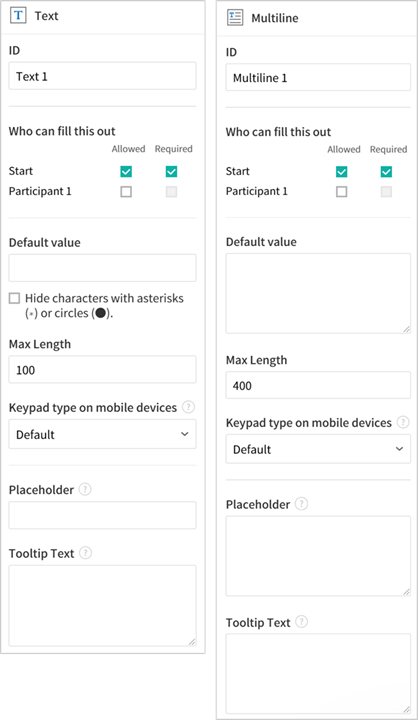 T Text
ID
Text 1
Who can fill this out
Allowed Required
Start
Participant 1
Default value
Hide characters with asterisks
(*) or circles (●).
Max Length
100
Keypad type on mobile devices ?
Default
Placeholder ?
Tooltip Text ?
T Multiline
ID
Multiline 1
Who can fill this out
Allowed Required
Start
Participant 1
Default value
Max Length
400
Keypad type on mobile devices ?
Default
Placeholder ?
Tooltip Text ?